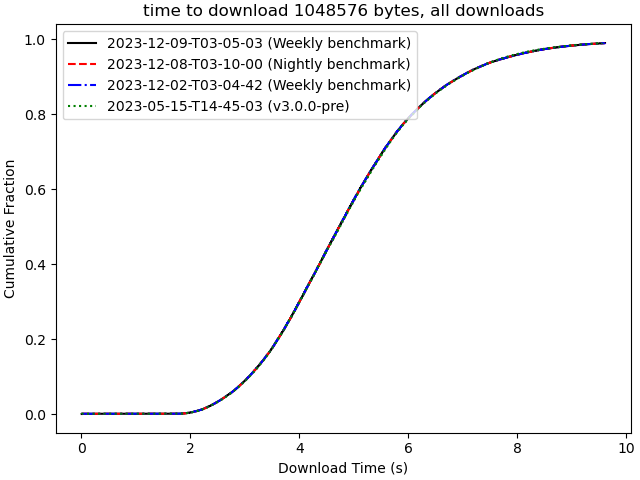 time to download 1048576 bytes, all downloads
1.0
0.8
0.6
0.4
0.2
0.0
Cumulative Fraction
2023-12-09-T03-05-03 (Weekly benchmark)
2023-12-08-T03-10-00 (Nightly benchmark)
2023-12-02-T03-04-42 (Weekly benchmark)
2023-05-15-T14-45-03 (v3.0.0-pre)
0
2
4
6
8
10
Download Time (s)